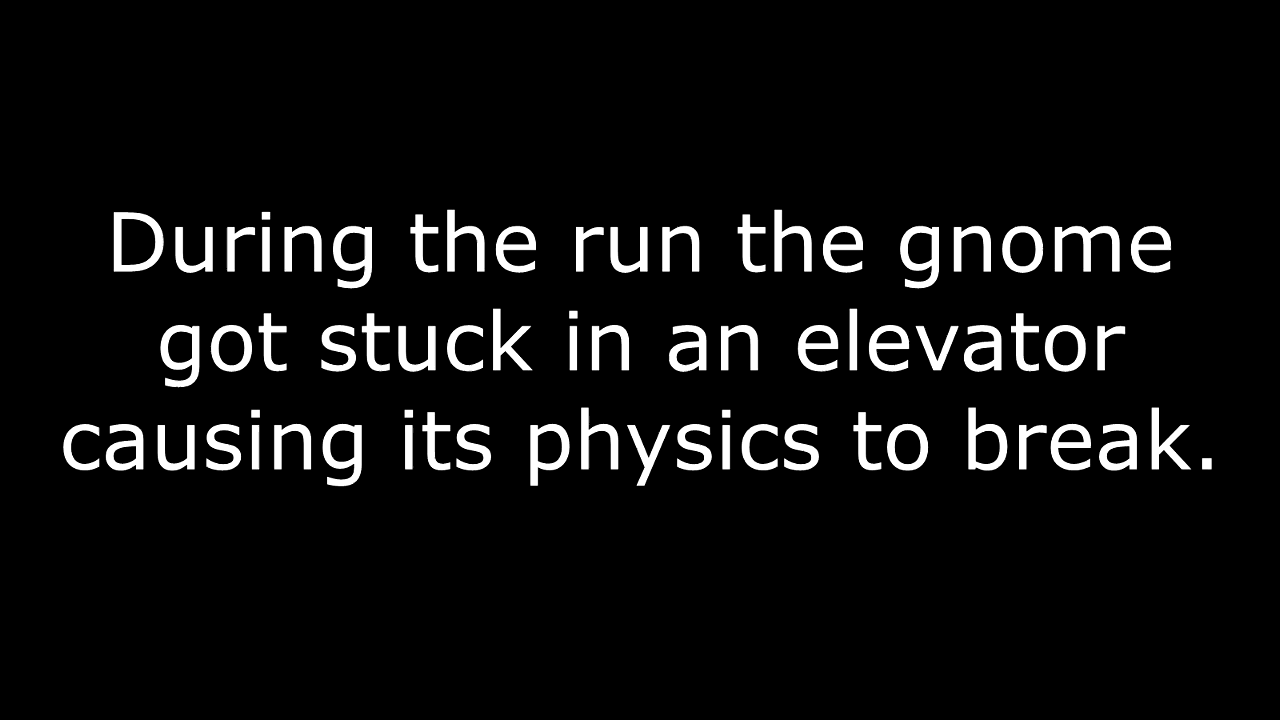 During the run the gnome
got stuck in an elevator
causing its physics to break.